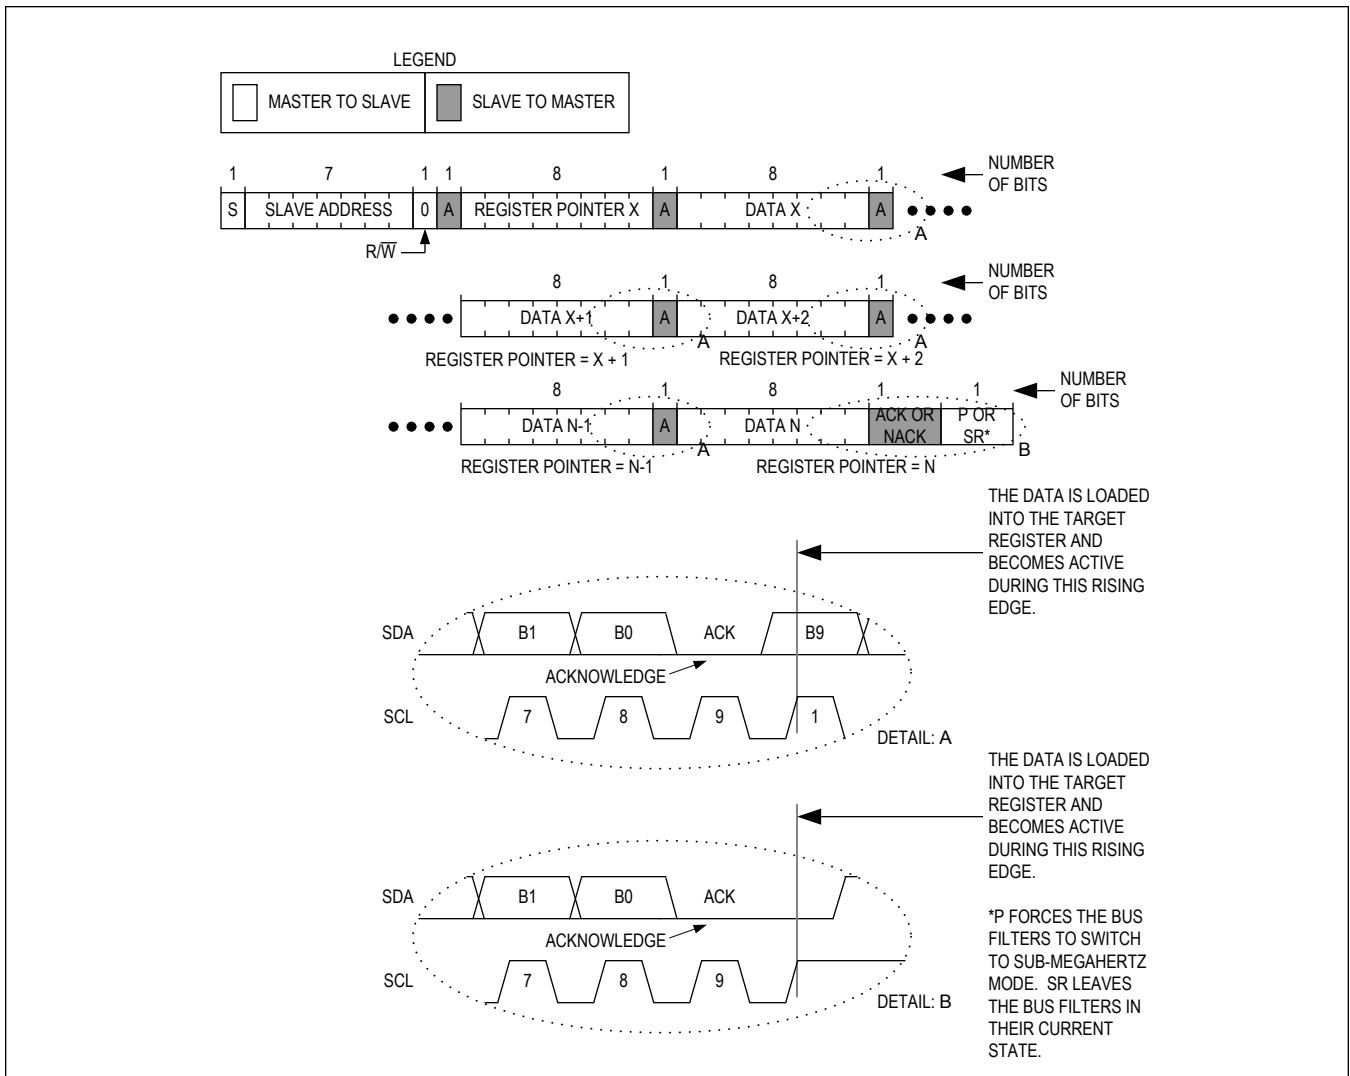 LEGEND
MASTER TO SLAVE
SLAVE TO MASTER
1 7 1 1 8 1 8 1
NUMBER
OF BITS
S SLAVE ADDRESS 0 A REGISTER POINTER X A DATA X A
A
R/W̅
8 1 8 1
NUMBER
OF BITS
DATA X+1 A DATA X+2 A
A A
REGISTER POINTER = X + 1 REGISTER POINTER = X + 2
8 1 8 1 1
NUMBER
OF BITS
DATA N-1 A DATA N ACK OR NACK P OR SR*
A B
REGISTER POINTER = N-1 REGISTER POINTER = N
THE DATA IS LOADED
INTO THE TARGET
REGISTER AND
BECOMES ACTIVE
DURING THIS RISING
EDGE.
SDA B1 B0 ACK B9
ACKNOWLEDGE
SCL 7 8 9 1
DETAIL: A
THE DATA IS LOADED
INTO THE TARGET
REGISTER AND
BECOMES ACTIVE
DURING THIS RISING
EDGE.
SDA B1 B0 ACK
ACKNOWLEDGE
SCL 7 8 9
DETAIL: B
*P FORCES THE BUS
FILTERS TO SWITCH
TO SUB-MEGAHERTZ
MODE. SR LEAVES
THE BUS FILTERS IN
THEIR CURRENT
STATE.